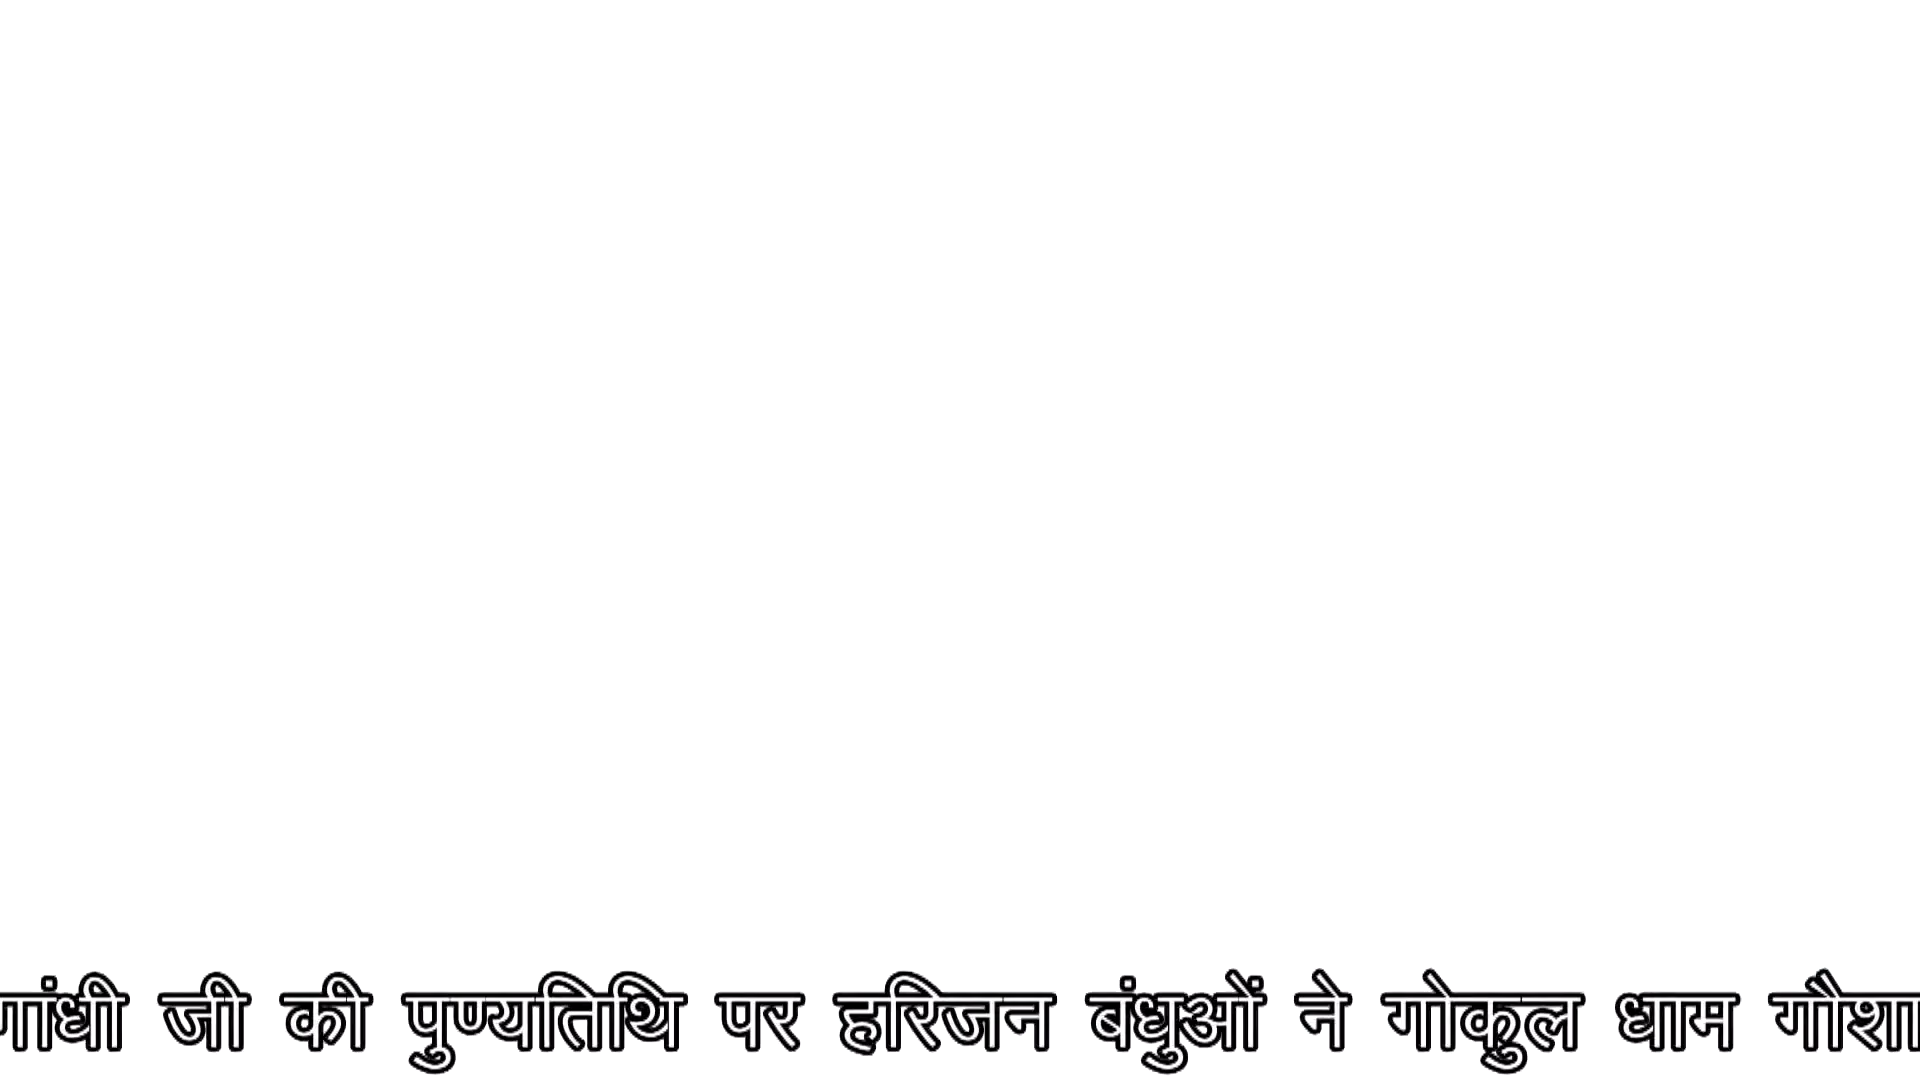 गांधी जी की पुण्यतिथि पर हरिजन बंधुओं ने गोकुल धाम गौशा